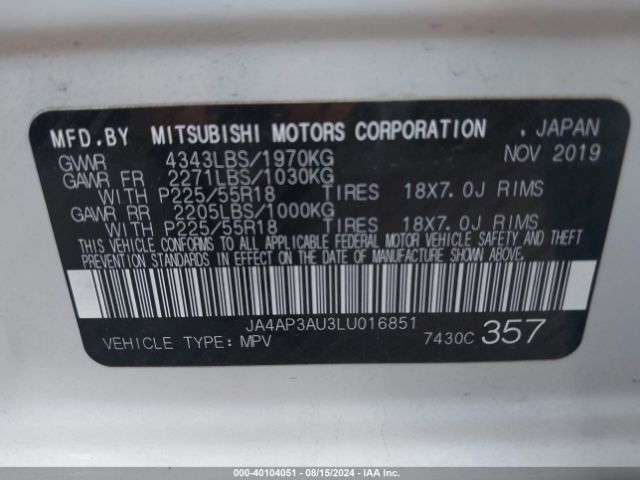 MFD.BY MITSUBISHI MOTORS CORPORATION . JAPAN
GVWR 4343LBS/1970KG NOV 2019
GAWR FR 2271LBS/1030KG
WITH P225/55R18 TIRES 18X7.0J RIMS
GAWR RR 2205LBS/1000KG
WITH P225/55R18 TIRES 18X7.0J RIMS
THIS VEHICLE CONFORMS TO ALL APPLICABLE FEDERAL MOTOR VEHICLE SAFETY AND THEFT
PREVENTION STANDARDS IN EFFECT ON THE DATE OF MANUFACTURE SHOWN ABOVE.
JA4AP3AU3LU016851
VEHICLE TYPE: MPV 7430C 357
000-40104051 - 08/15/2024 - iaai.com